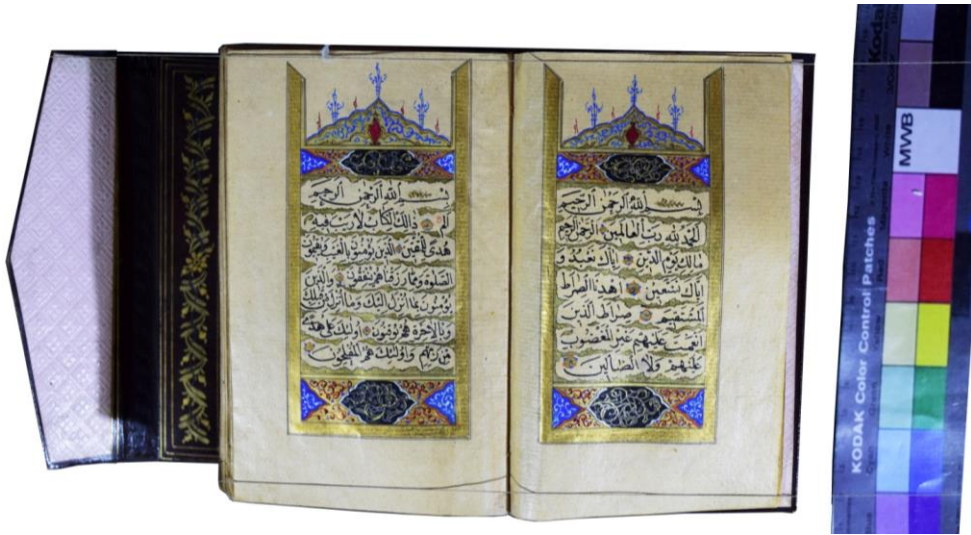 بسم الله الرحمن الرحيم
الحمد لله رب العالمين الرحمن الرحيم
مالك يوم الدين اياك نعبد و
اياك نستعين اهدنا الصراط
المستقيم صراط الذين
انعمت عليهم غير المغضوب
عليهم ولا الضالين
بسم الله الرحمن الرحيم
الم ذالك الكتاب لا ريب فيه
هدى للمتقين الذين يؤمنون بالغيب ويقيمون
الصلوة ومما رزقناهم ينفقون والذين
يؤمنون بما انزل اليك وما انزل من قبلك
وبالاخرة هم يوقنون اولئك على هدى
من ربهم واولئك هم المفلحون
Kodak
MWB
KODAK Color Control Patches